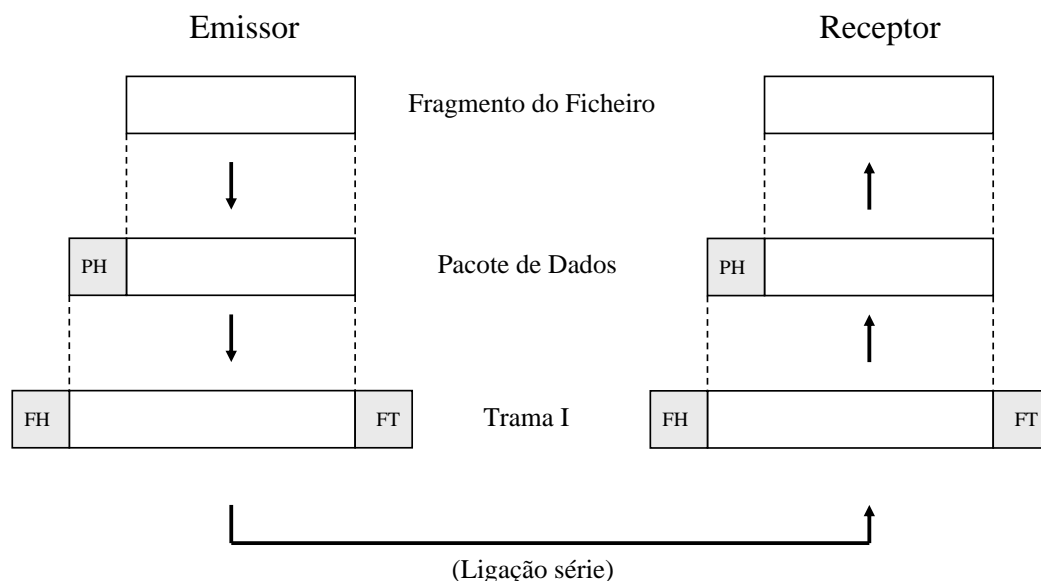 Emissor
Receptor
Fragmento do Ficheiro
PH
Pacote de Dados
PH
FH
FT
Trama I
FH
FT
(Ligação série)